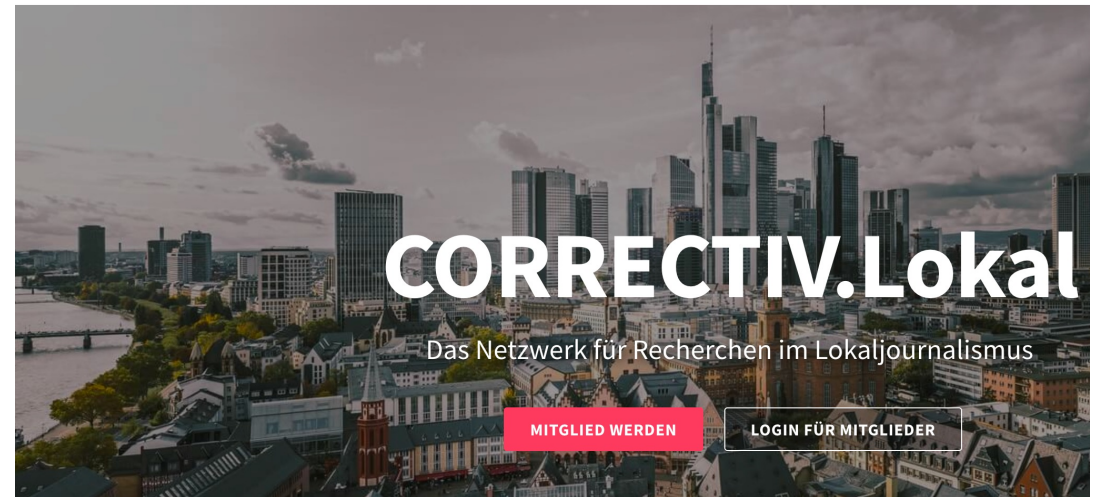 CORRECTIV.Lokal
Das Netzwerk für Recherchen im Lokaljournalismus
MITGLIED WERDEN
LOGIN FÜR MITGLIEDER